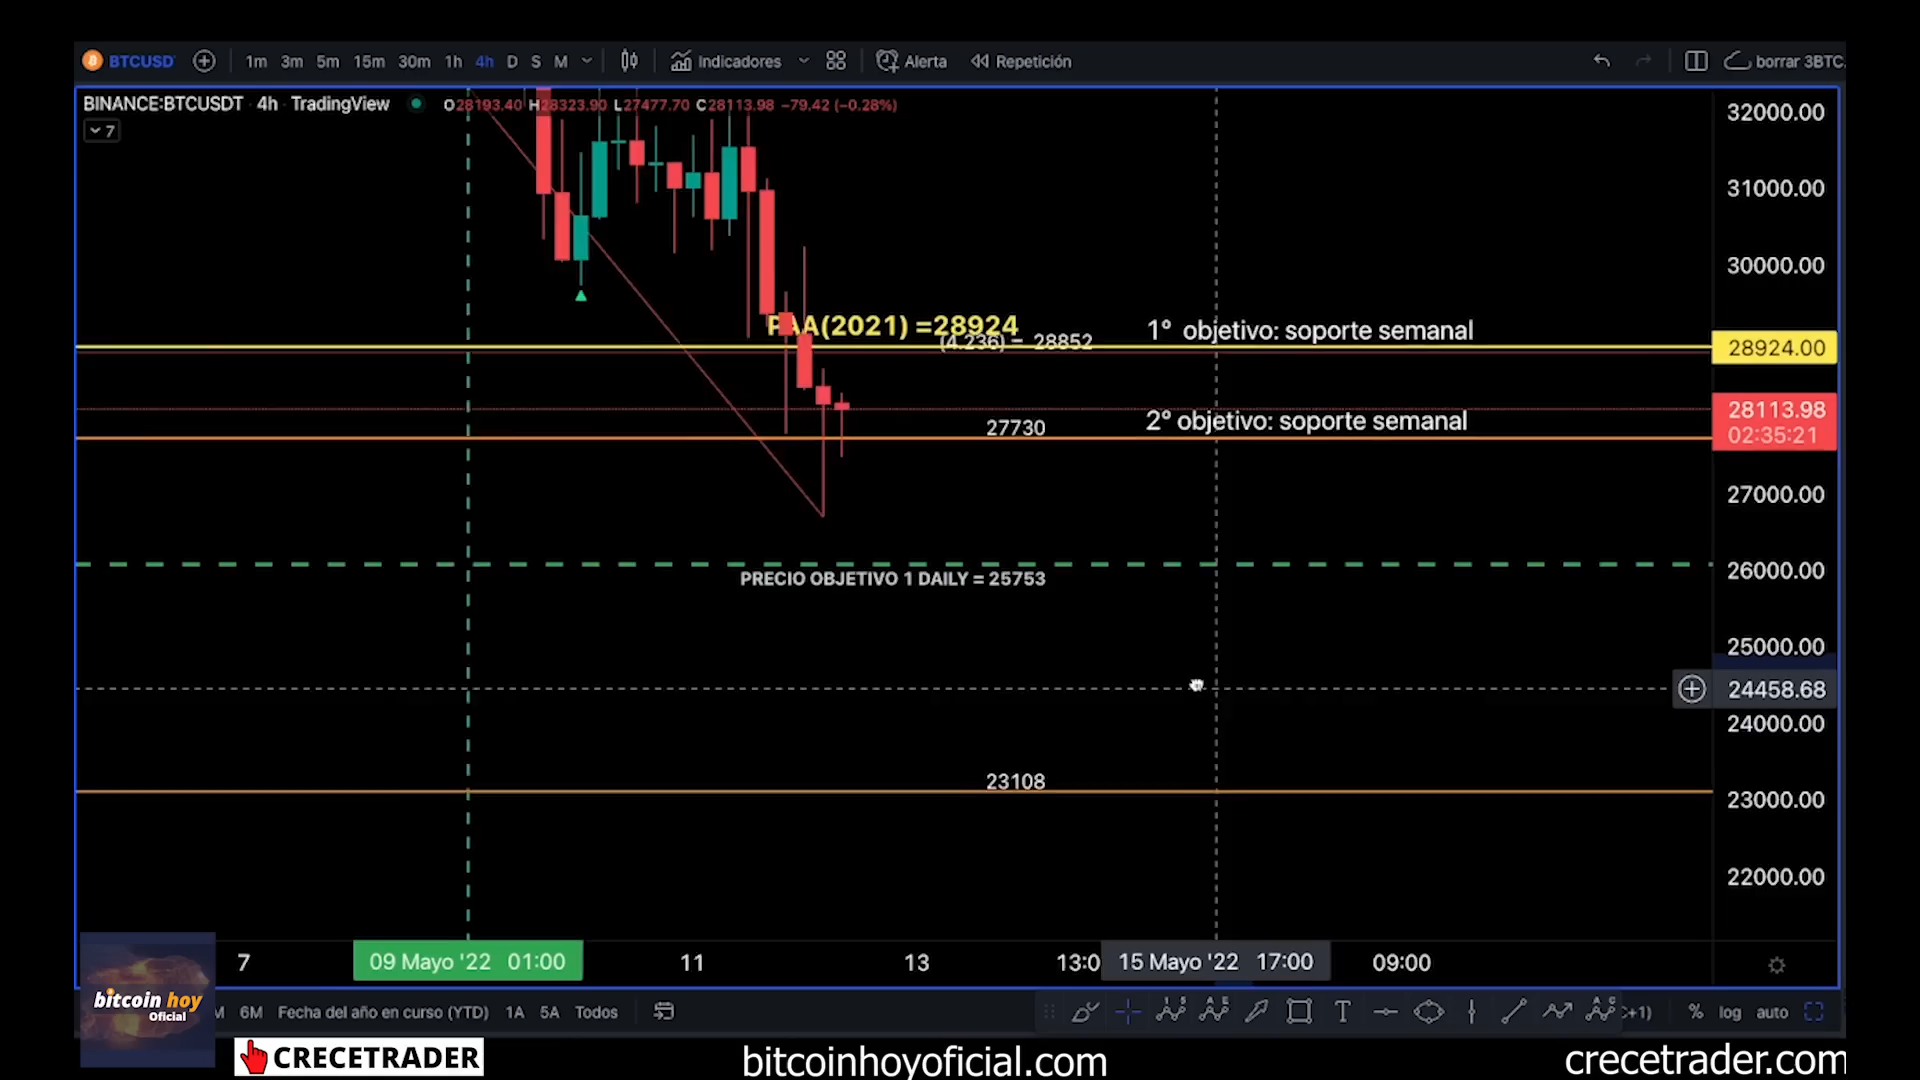 BTCUSD 1m 3m 5m 15m 30m 1h 4h D S M Indicadores Alerta Repetición borrar 3BTC
BINANCE:BTCUSDT 4h TradingView O28193.40 H28323.90 L27477.70 C28113.98 −79.42 (−0.28%)
7
32000.00
31000.00
30000.00
PAA(2021) =28924
1º objetivo: soporte semanal
(4.236) – 28852
28924.00
28113.98
02:35:21
2º objetivo: soporte semanal
27730
27000.00
26000.00
PRECIO OBJETIVO 1 DAILY = 25753
25000.00
24458.68
24000.00
23108
23000.00
22000.00
7 09 Mayo '22 01:00 11 13 13:0 15 Mayo '22 17:00 09:00
bitcoin hoy
Oficial
M 6M Fecha del año en curso (YTD) 1A 5A Todos
:+1) % log auto
CRECETRADER
bitcoinhoyoficial.com
crecetrader.com